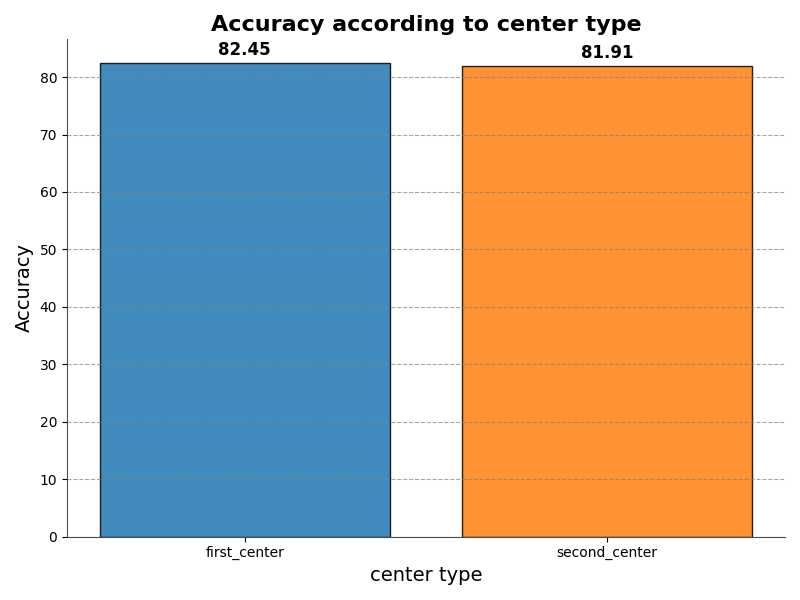 Accuracy according to center type
82.45
81.91
80
70
60
50
40
30
20
10
0
Accuracy
first_center
second_center
center type